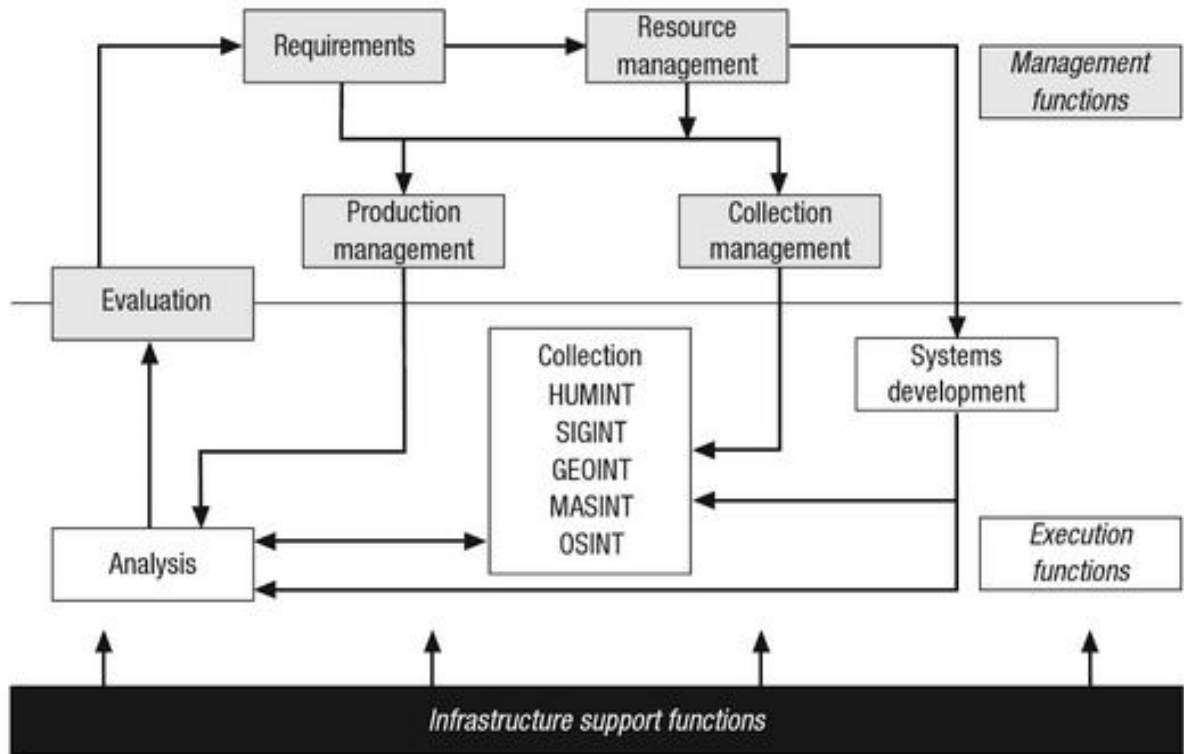 Requirements
Resource
management
Management
functions
Production
management
Collection
management
Evaluation
Collection
HUMINT
SIGINT
GEOINT
MASINT
OSINT
Systems
development
Analysis
Execution
functions
Infrastructure support functions